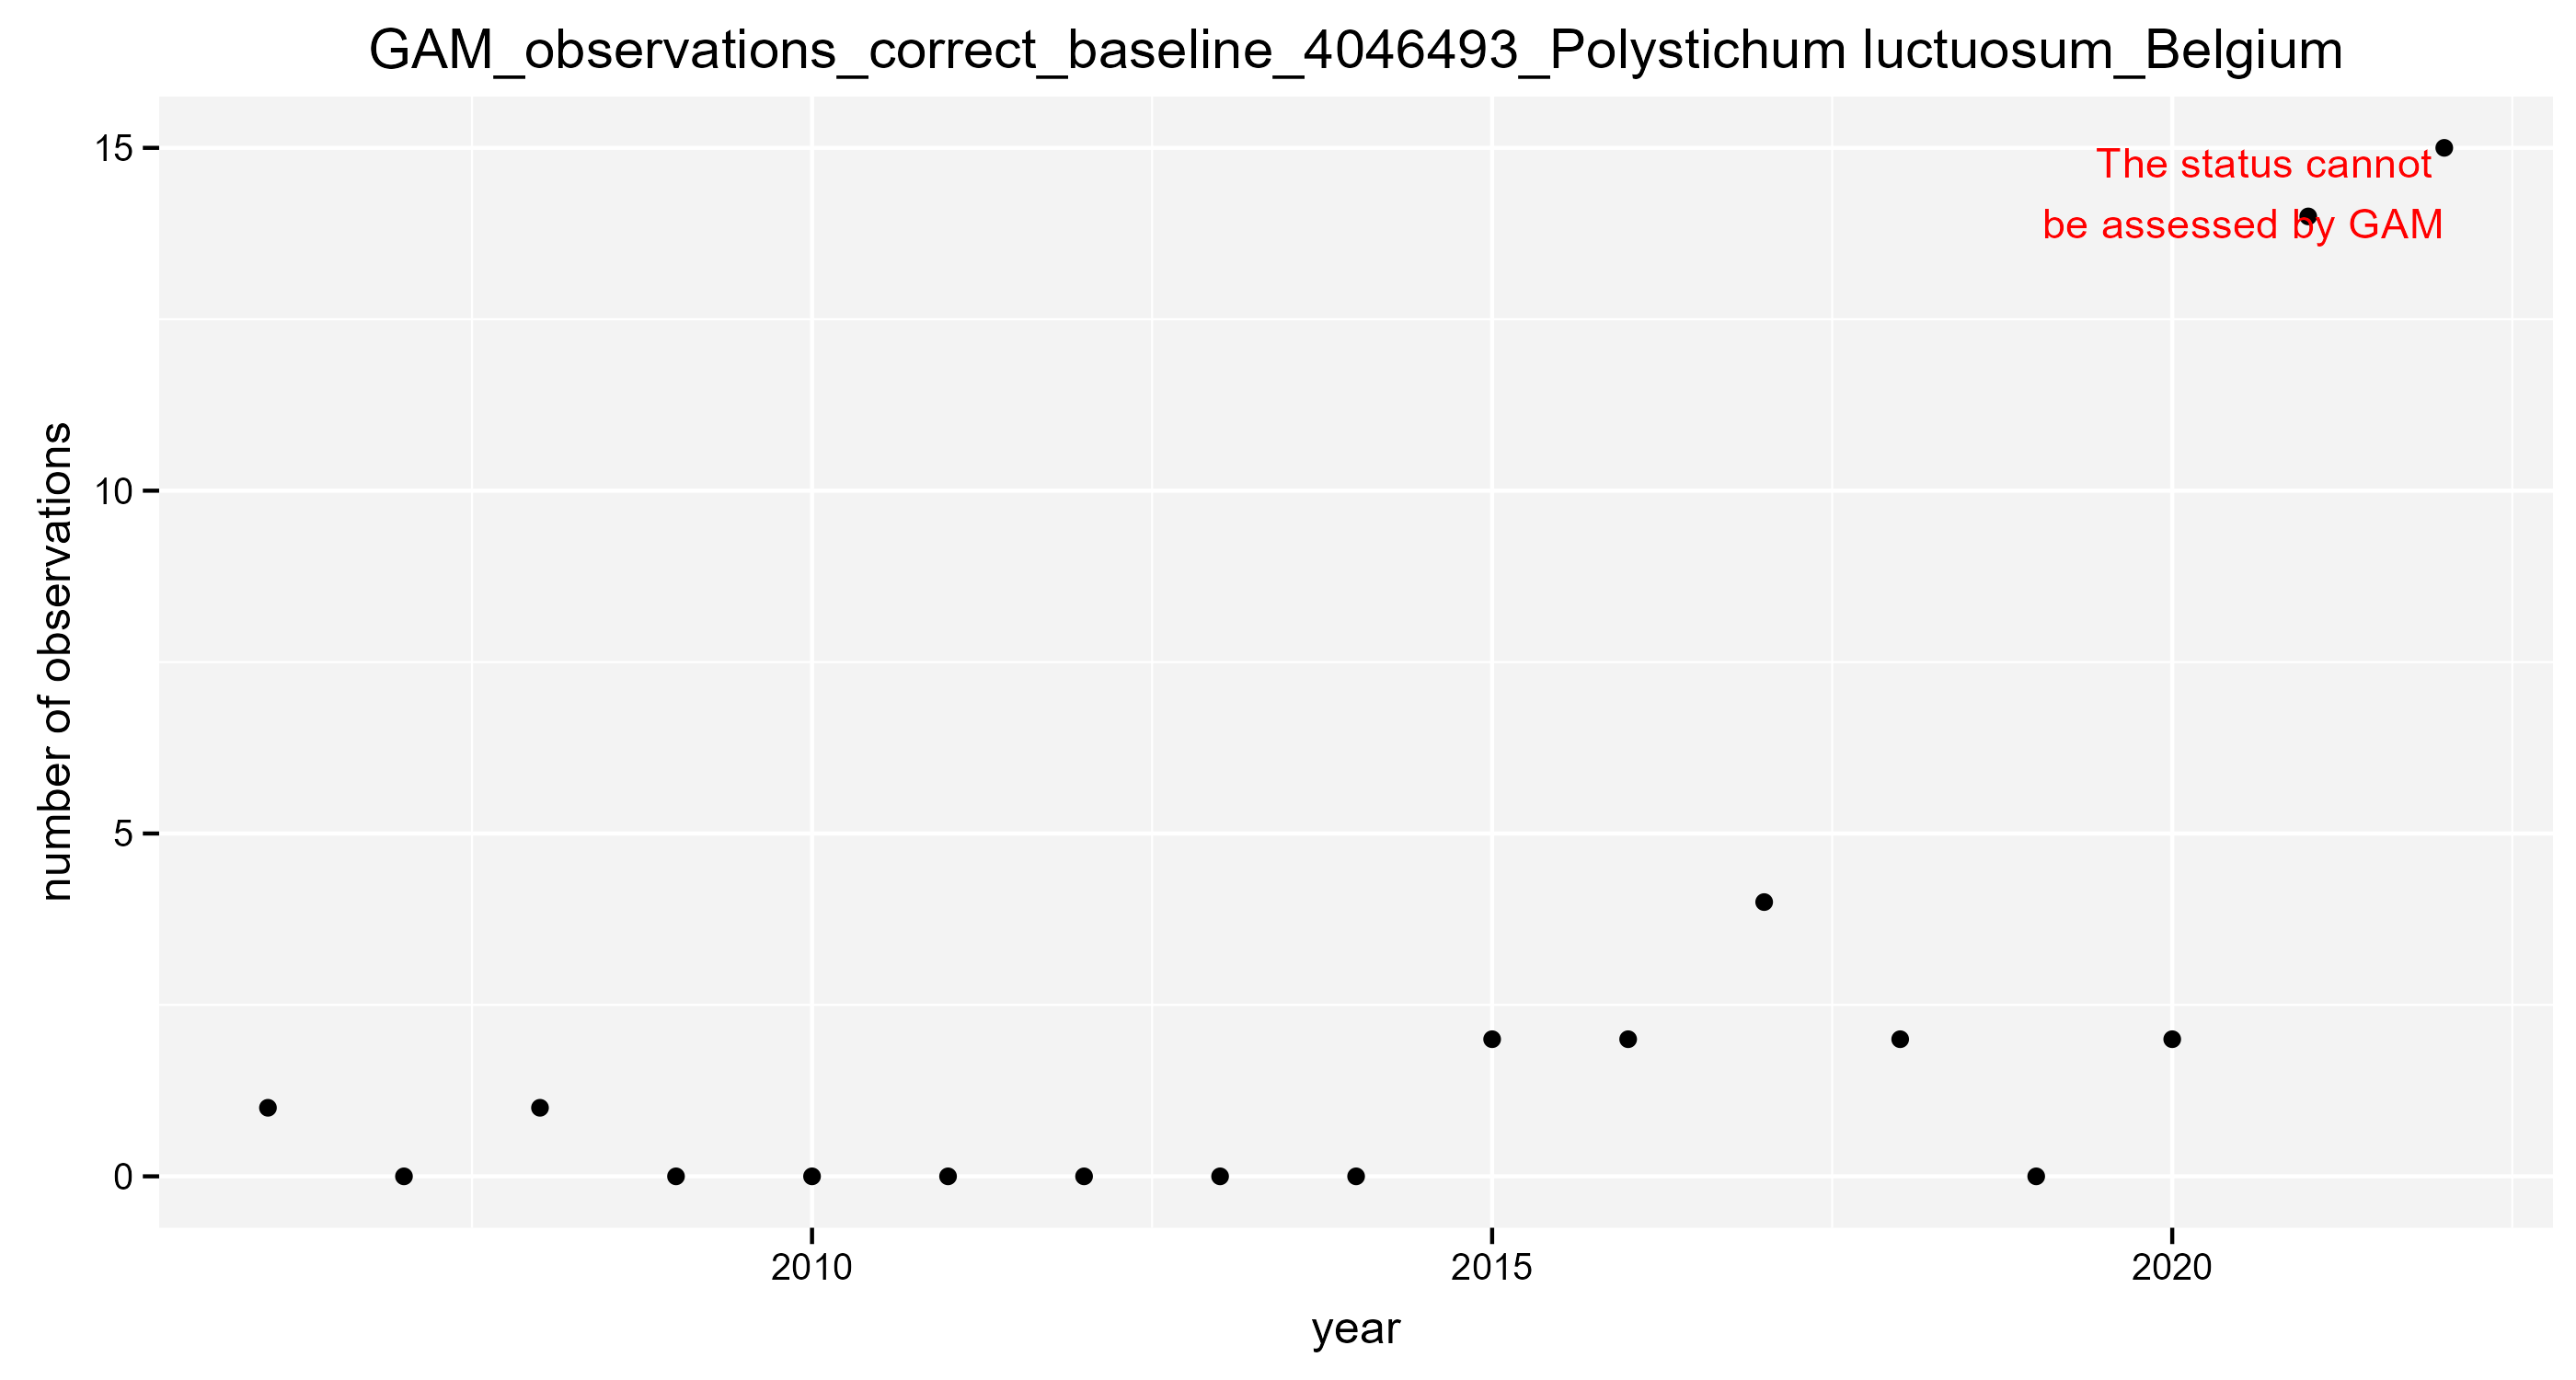 GAM_observations_correct_baseline_4046493_Polystichum luctuosum_Belgium
15
The status cannot
be assessed by GAM
10
number of observations
5
0
2010
2015
2020
year